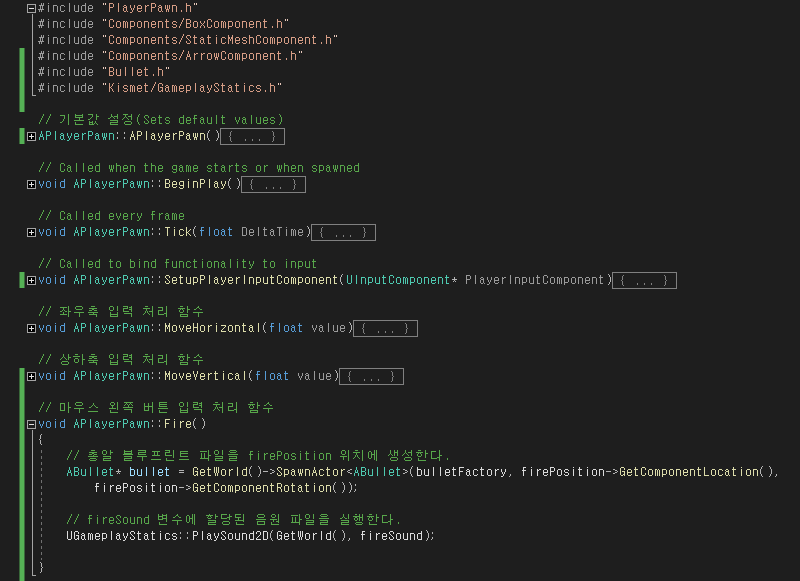 #include "PlayerPawn.h"
#include "Components/BoxComponent.h"
#include "Components/StaticMeshComponent.h"
#include "Components/ArrowComponent.h"
#include "Bullet.h"
#include "Kismet/GameplayStatics.h"
// 기본값 설정(Sets default values)
APlayerPawn::APlayerPawn(){ ... }
// Called when the game starts or when spawned
void APlayerPawn::BeginPlay(){ ... }
// Called every frame
void APlayerPawn::Tick(float DeltaTime){ ... }
// Called to bind functionality to input
void APlayerPawn::SetupPlayerInputComponent(UInputComponent* PlayerInputComponent){ ... }
// 좌우축 입력 처리 함수
void APlayerPawn::MoveHorizontal(float value){ ... }
// 상하축 입력 처리 함수
void APlayerPawn::MoveVertical(float value){ ... }
// 마우스 왼쪽 버튼 입력 처리 함수
void APlayerPawn::Fire()
{
// 총알 블루프린트 파일을 firePosition 위치에 생성한다.
ABullet* bullet = GetWorld()->SpawnActor<ABullet>(bulletFactory, firePosition->GetComponentLocation(),
firePosition->GetComponentRotation());
// fireSound 변수에 할당된 음원 파일을 실행한다.
UGameplayStatics::PlaySound2D(GetWorld(), fireSound);
}